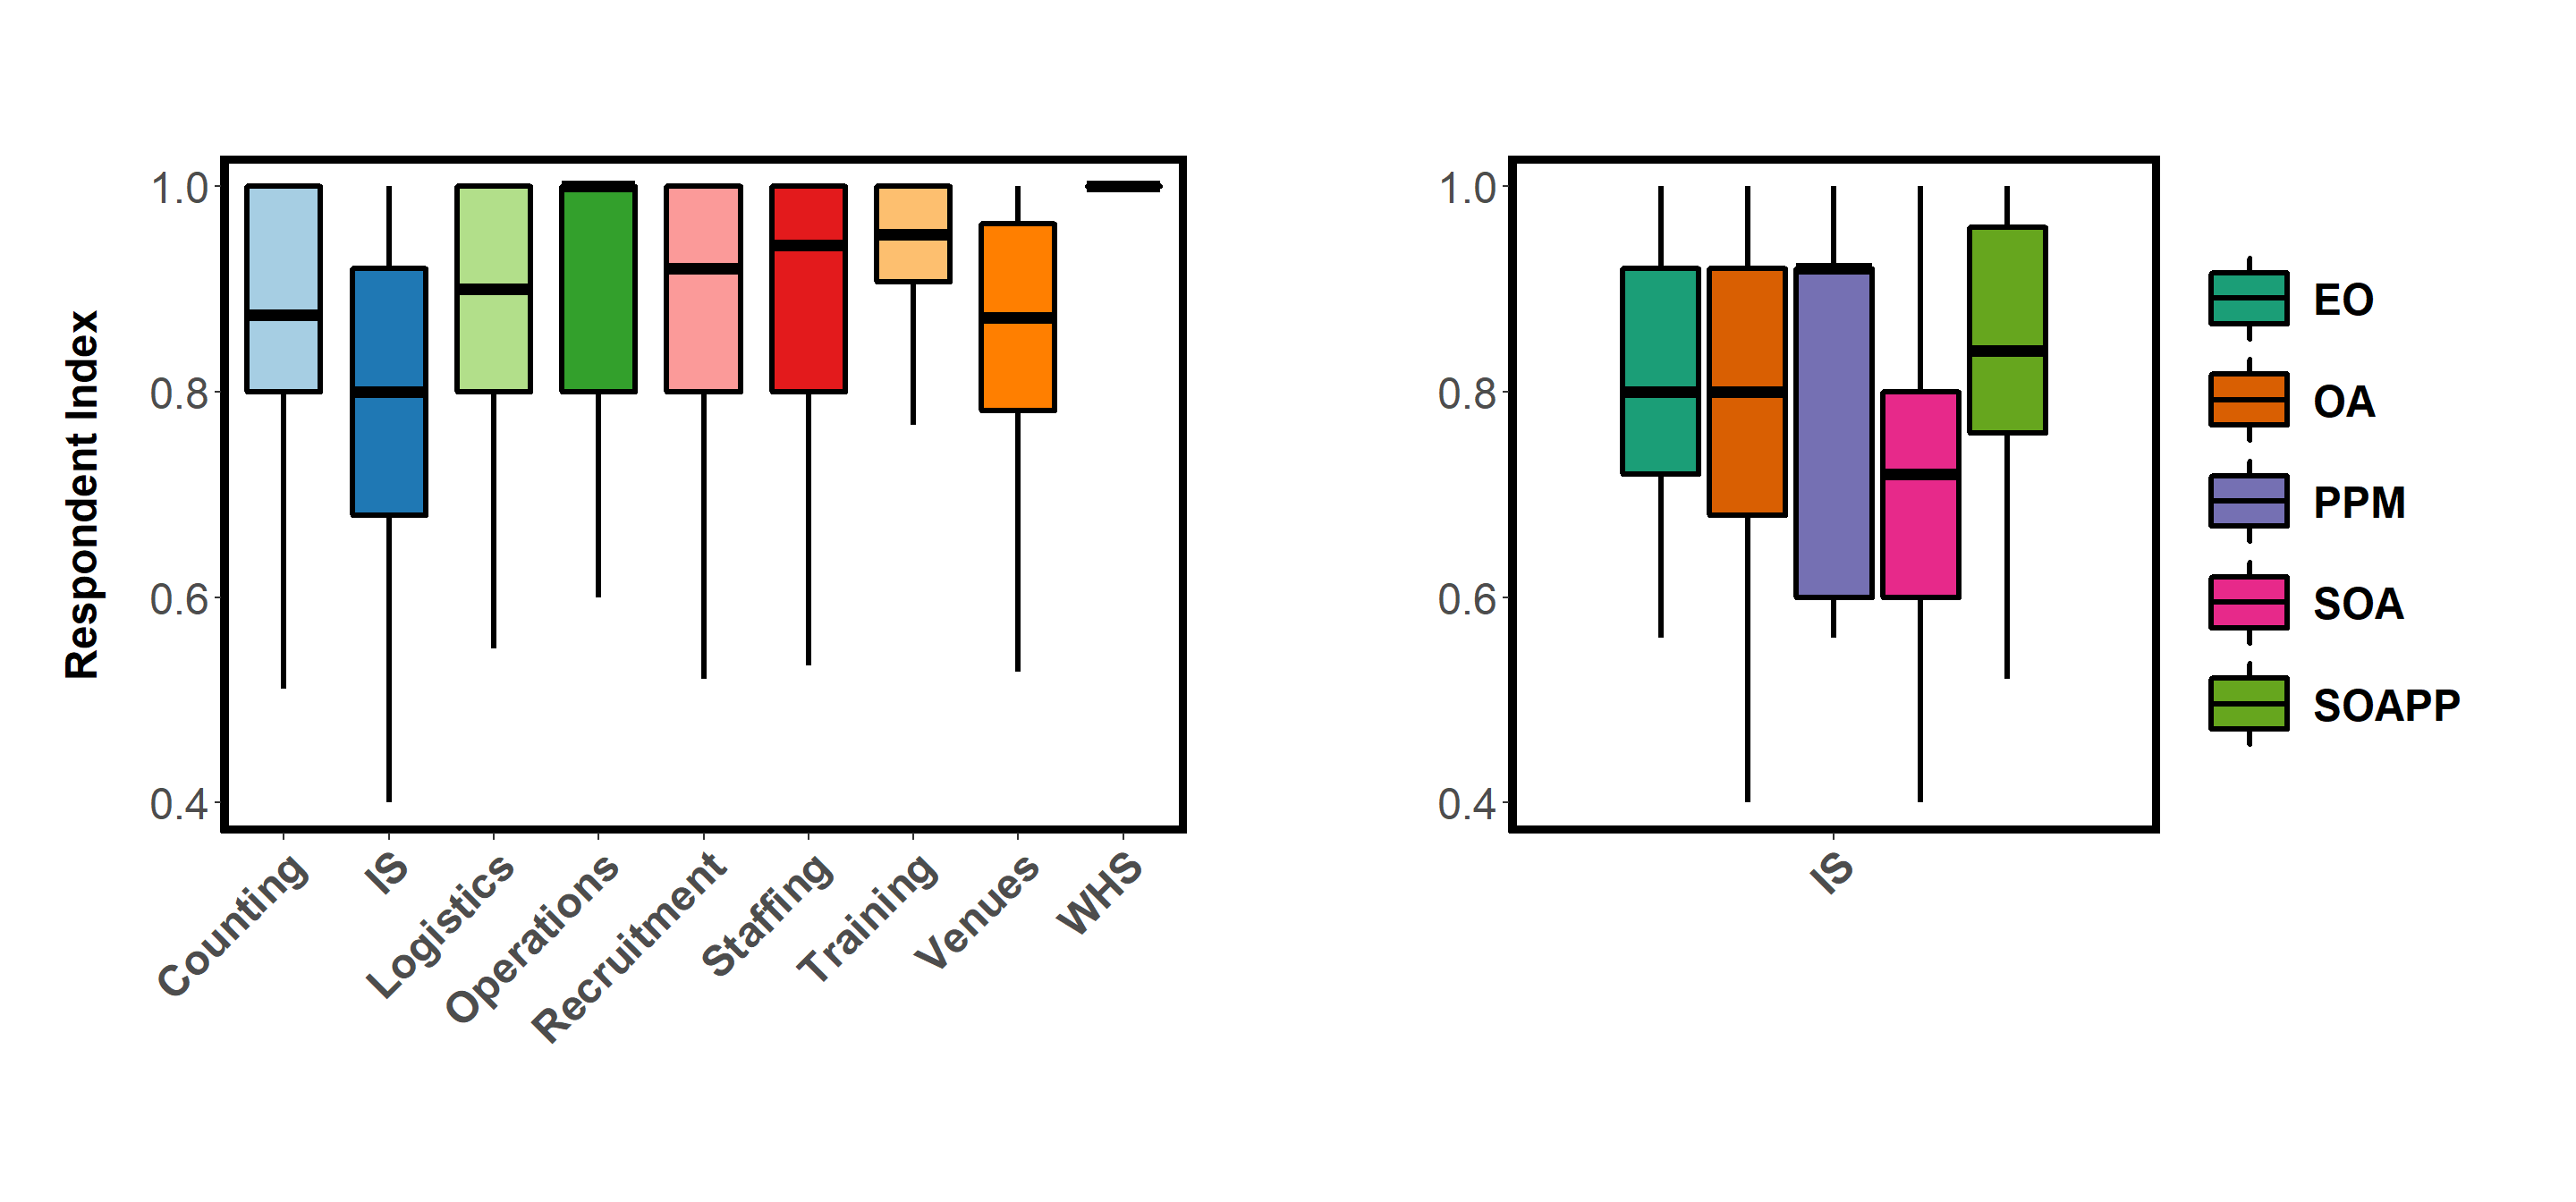 Respondent Index
1.0
0.8
0.6
0.4
Counting
IS
Logistics
Operations
Recruitment
Staffing
Training
Venues
WHS
1.0
0.8
0.6
0.4
IS
EO
OA
PPM
SOA
SOAPP